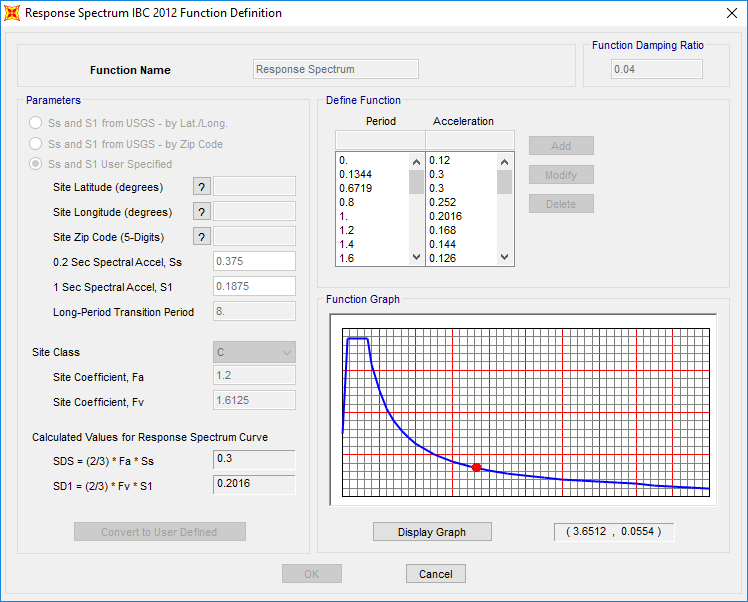 Response Spectrum IBC 2012 Function Definition
Function Name
Response Spectrum
Function Damping Ratio
0.04
Parameters
Ss and S1 from USGS - by Lat./Long.
Ss and S1 from USGS - by Zip Code
Ss and S1 User Specified
Site Latitude (degrees) ?
Site Longitude (degrees) ?
Site Zip Code (5-Digits) ?
0.2 Sec Spectral Accel, Ss 0.375
1 Sec Spectral Accel, S1 0.1875
Long-Period Transition Period 8.
Site Class C
Site Coefficient, Fa 1.2
Site Coefficient, Fv 1.6125
Calculated Values for Response Spectrum Curve
SDS = (2/3) * Fa * Ss 0.3
SD1 = (2/3) * Fv * S1 0.2016
Convert to User Defined
Define Function
Period Acceleration
0. 0.12
0.1344 0.3
0.6719 0.3
0.8 0.252
1. 0.2016
1.2 0.168
1.4 0.144
1.6 0.126
Add
Modify
Delete
Function Graph
Display Graph
( 3.6512 , 0.0554 )
OK
Cancel